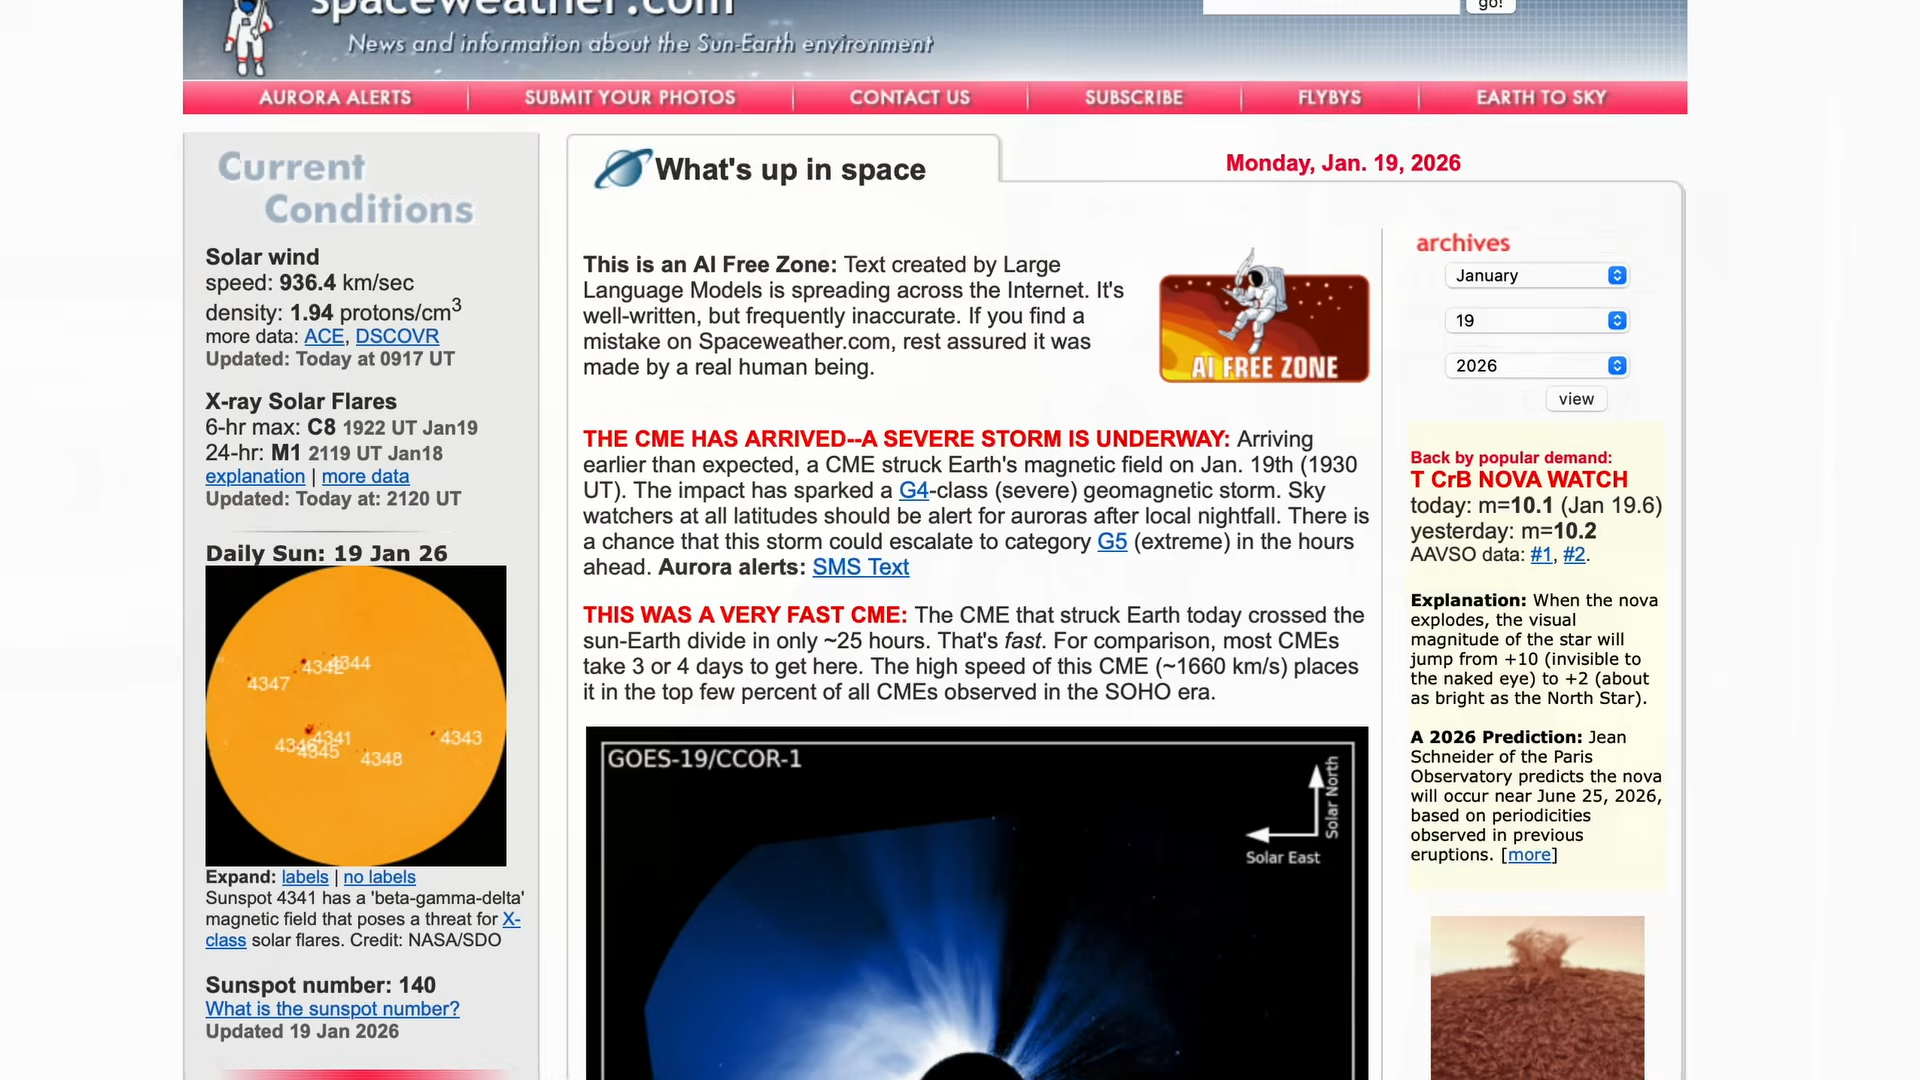 spaceweather.com
go!
News and information about the Sun-Earth environment
AURORA ALERTS
SUBMIT YOUR PHOTOS
CONTACT US
SUBSCRIBE
FLYBYS
EARTH TO SKY
Current
Conditions
Solar wind
speed: 936.4 km/sec
density: 1.94 protons/cm3
more data: ACE, DSCOVR
Updated: Today at 0917 UT
X-ray Solar Flares
6-hr max: C8 1922 UT Jan19
24-hr: M1 2119 UT Jan18
explanation | more data
Updated: Today at: 2120 UT
Daily Sun: 19 Jan 26
4342
4344
4347
4341
4346
4345
4348
4343
Expand: labels | no labels
Sunspot 4341 has a 'beta-gamma-delta'
magnetic field that poses a threat for X-
class solar flares. Credit: NASA/SDO
Sunspot number: 140
What is the sunspot number?
Updated 19 Jan 2026
What's up in space
Monday, Jan. 19, 2026
This is an AI Free Zone: Text created by Large
Language Models is spreading across the Internet. It's
well-written, but frequently inaccurate. If you find a
mistake on Spaceweather.com, rest assured it was
made by a real human being.
AI FREE ZONE
THE CME HAS ARRIVED--A SEVERE STORM IS UNDERWAY: Arriving
earlier than expected, a CME struck Earth's magnetic field on Jan. 19th (1930
UT). The impact has sparked a G4-class (severe) geomagnetic storm. Sky
watchers at all latitudes should be alert for auroras after local nightfall. There is
a chance that this storm could escalate to category G5 (extreme) in the hours
ahead. Aurora alerts: SMS Text
THIS WAS A VERY FAST CME: The CME that struck Earth today crossed the
sun-Earth divide in only ~25 hours. That's fast. For comparison, most CMEs
take 3 or 4 days to get here. The high speed of this CME (~1660 km/s) places
it in the top few percent of all CMEs observed in the SOHO era.
GOES-19/CCOR-1
Solar North
Solar East
archives
January
19
2026
view
Back by popular demand:
T CrB NOVA WATCH
today: m=10.1 (Jan 19.6)
yesterday: m=10.2
AAVSO data: #1, #2.
Explanation: When the nova
explodes, the visual
magnitude of the star will
jump from +10 (invisible to
the naked eye) to +2 (about
as bright as the North Star).
A 2026 Prediction: Jean
Schneider of the Paris
Observatory predicts the nova
will occur near June 25, 2026,
based on periodicities
observed in previous
eruptions. [more]